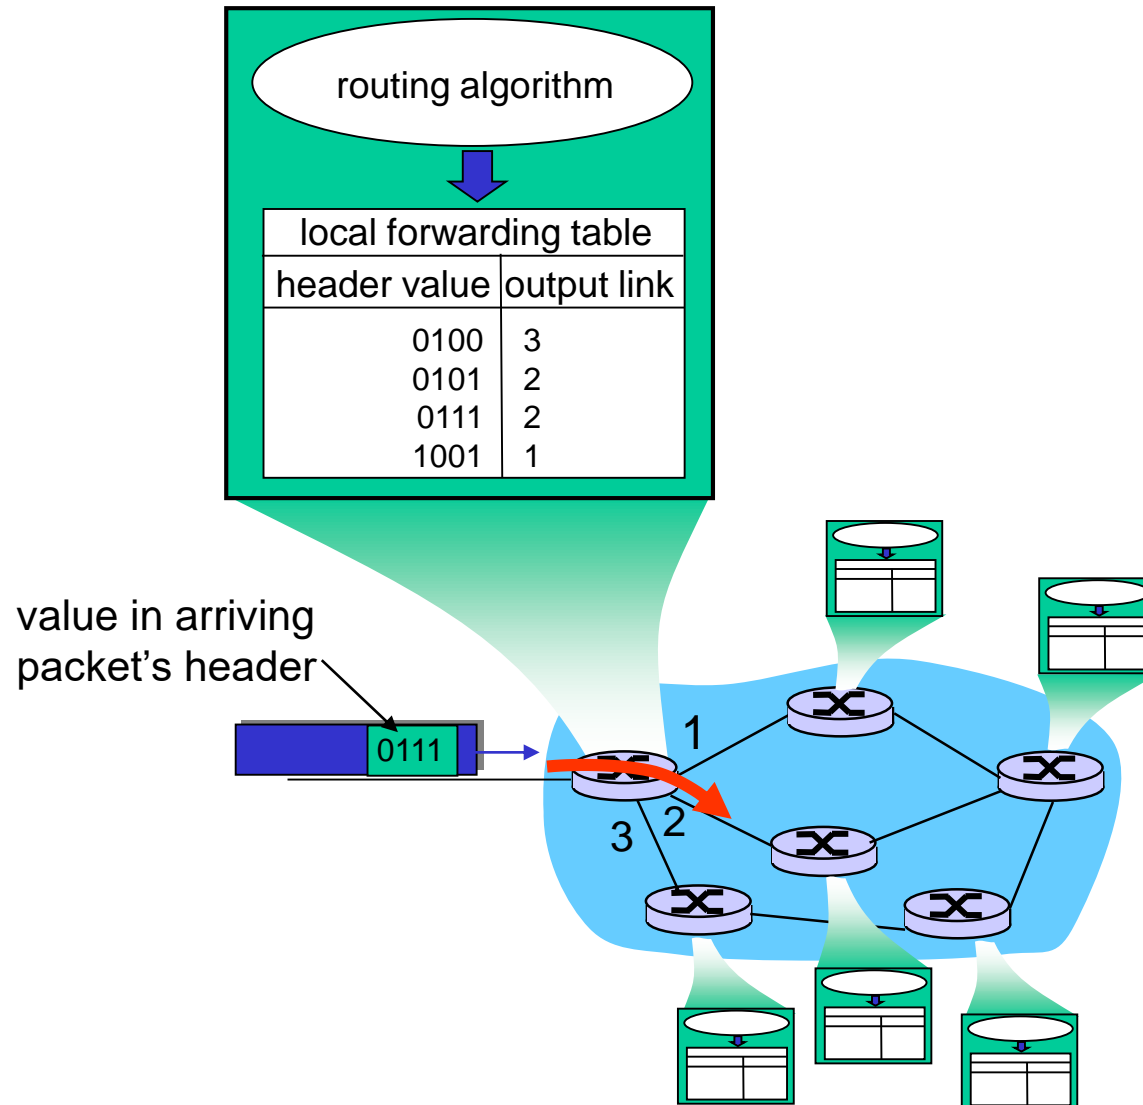 routing algorithm
local forwarding table
header value output link
0100 3
0101 2
0111 2
1001 1
value in arriving
packet's header
0111
1
2
3